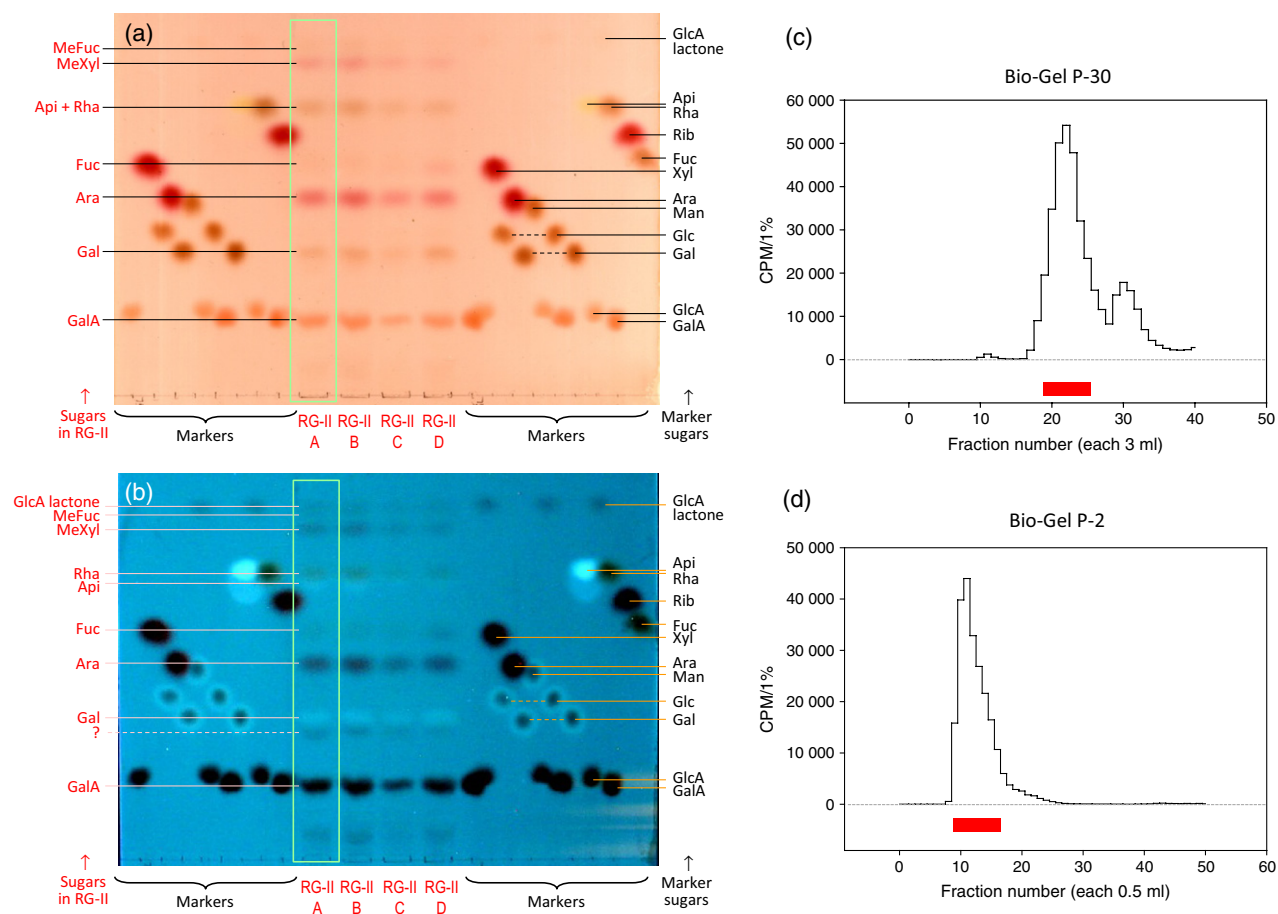 (a)
MeFuc
MeXyl
Api + Rha
Fuc
Ara
Gal
GalA
GlcA
lactone
Api
Rha
Rib
Fuc
Xyl
Ara
Man
Glc
Gal
GlcA
GalA
↑
Sugars
in RG-II
Markers
RG-II
A
RG-II
B
RG-II
C
RG-II
D
Markers
↑
Marker
sugars
(b)
GlcA lactone
MeFuc
MeXyl
Rha
Api
Fuc
Ara
Gal
?
GalA
GlcA
lactone
Api
Rha
Rib
Fuc
Xyl
Ara
Man
Glc
Gal
GlcA
GalA
↑
Sugars
in RG-II
Markers
RG-II
A
RG-II
B
RG-II
C
RG-II
D
Markers
↑
Marker
sugars
(c)
Bio-Gel P-30
CPM/1%
60 000
50 000
40 000
30 000
20 000
10 000
0
0 10 20 30 40 50
Fraction number (each 3 ml)
(d)
Bio-Gel P-2
CPM/1%
50 000
40 000
30 000
20 000
10 000
0
0 10 20 30 40 50 60
Fraction number (each 0.5 ml)